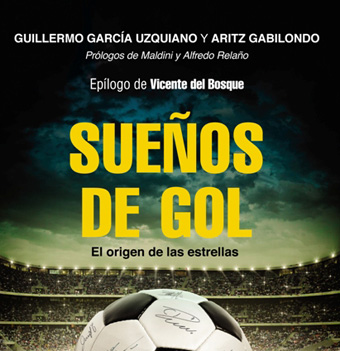 GUILLERMO GARCÍA UZQUIANO Y ARITZ GABILONDO
Prólogos de Maldini y Alfredo Relaño
Epílogo de Vicente del Bosque
SUEÑOS
DE GOL
El origen de las estrellas